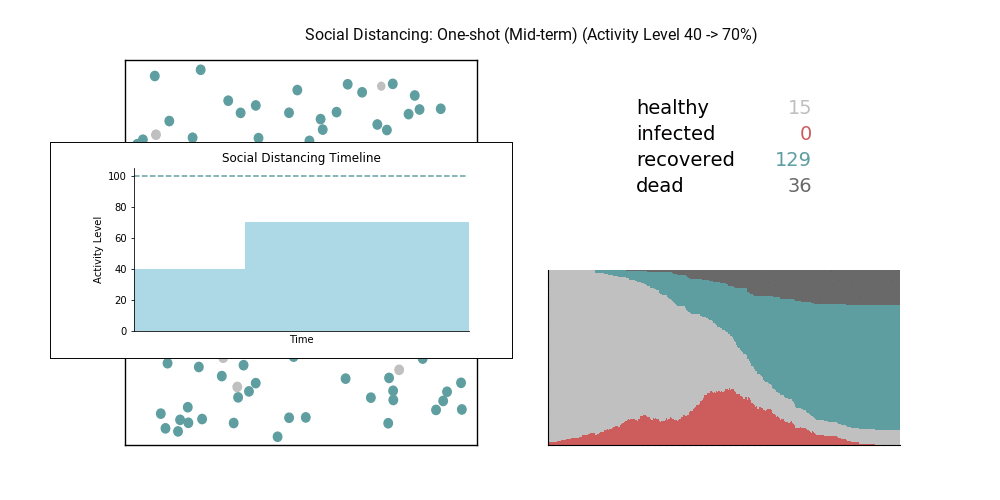 Social Distancing: One-shot (Mid-term) (Activity Level 40 -> 70%)
healthy 15
infected 0
recovered 129
dead 36
Social Distancing Timeline
100
80
60
40
20
0
Activity Level
Time